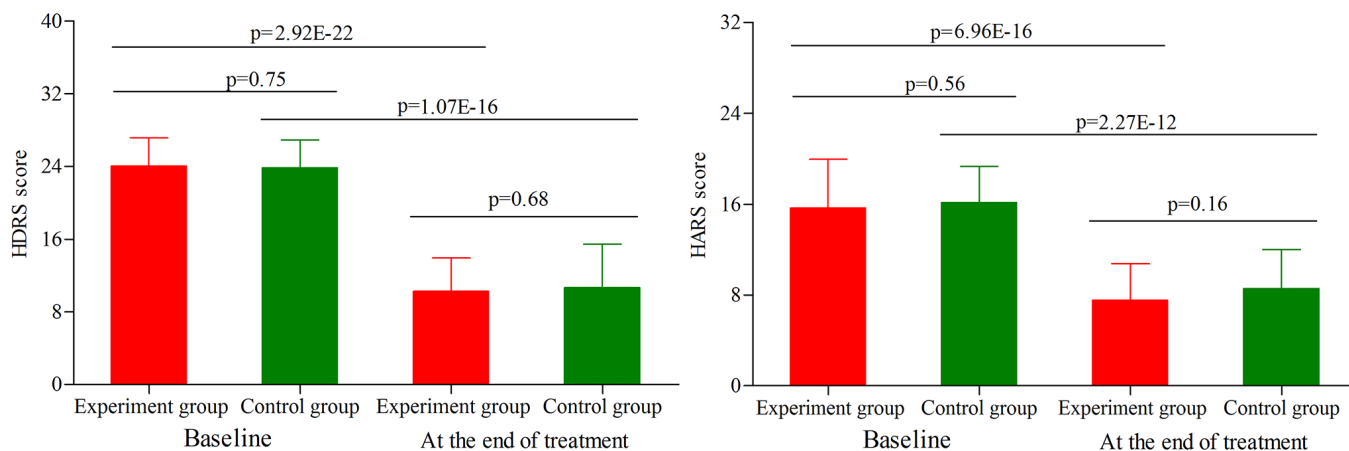 40
32
24
16
8
0
HDRS score
p=2.92E-22
p=0.75
p=1.07E-16
p=0.68
Experiment group Control group Experiment group Control group
Baseline At the end of treatment
32
24
16
8
0
HARS score
p=6.96E-16
p=0.56
p=2.27E-12
p=0.16
Experiment group Control group Experiment group Control group
Baseline At the end of treatment